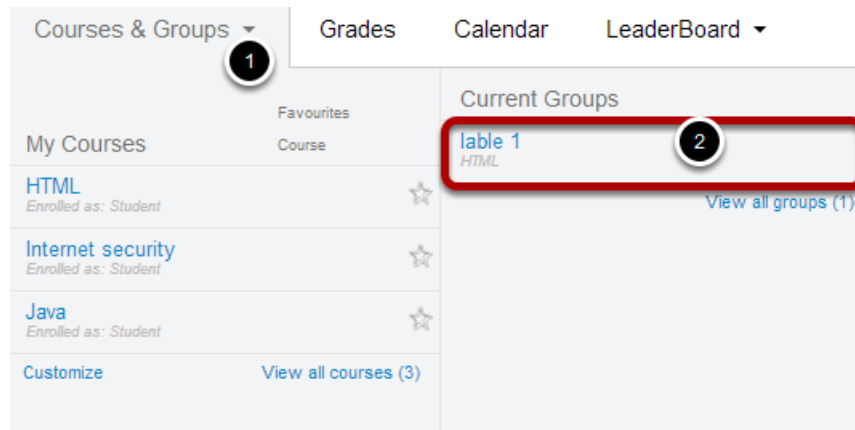 Courses & Groups Grades Calendar LeaderBoard
1
Favourites
Course
My Courses
HTML
Enrolled as: Student
Internet security
Enrolled as: Student
Java
Enrolled as: Student
Customize View all courses (3)
Current Groups
lable 1
2
HTML
View all groups (1)